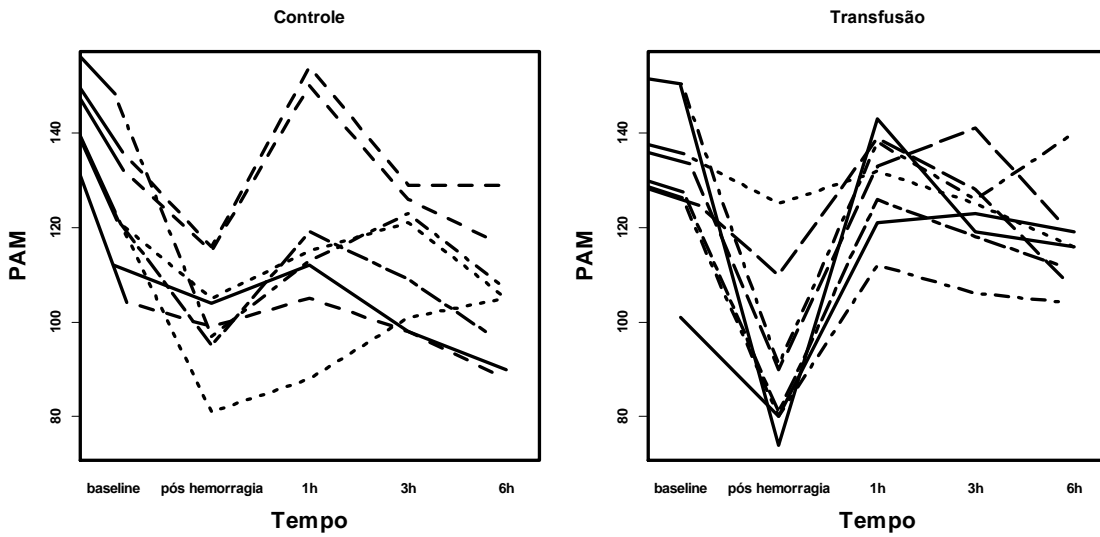 Controle
PAM
140
120
100
80
baseline pós hemorragia 1h 3h 6h
Tempo
Transfusão
PAM
140
120
100
80
baseline pós hemorragia 1h 3h 6h
Tempo